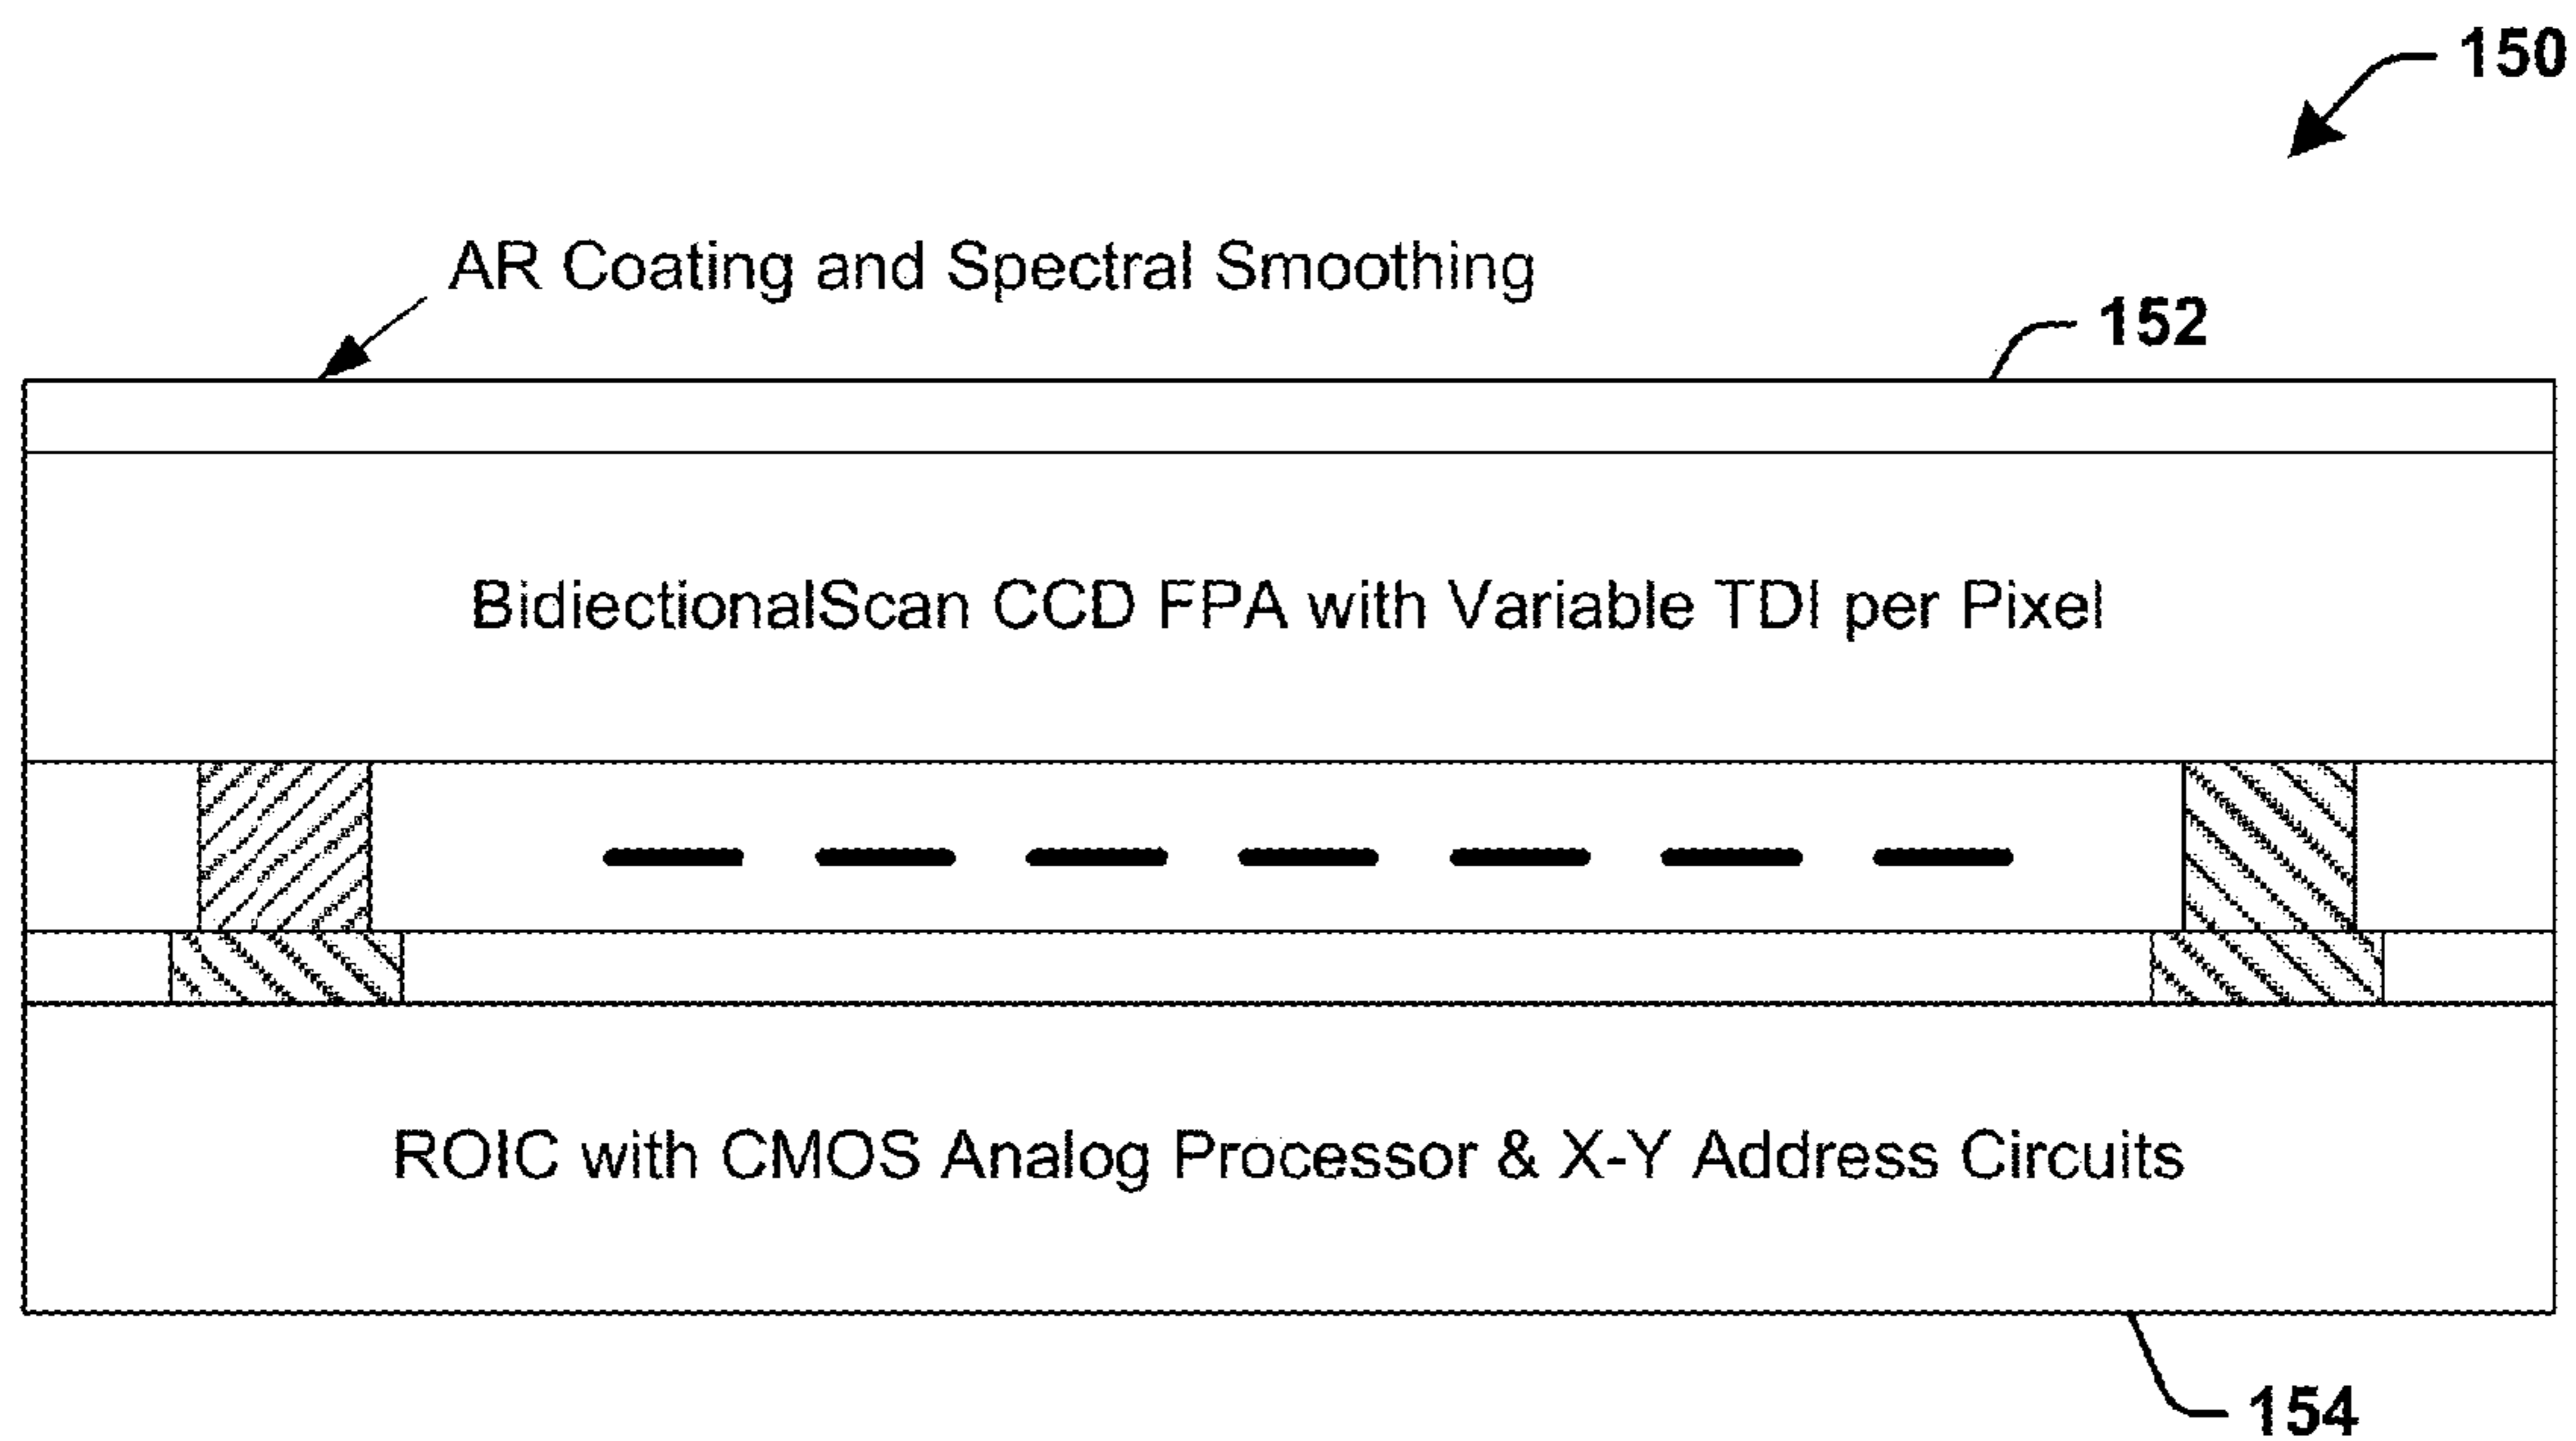 150
AR Coating and Spectral Smoothing
152
BidiectionalScan CCD FPA with Variable TDI per Pixel
ROIC with CMOS Analog Processor & X-Y Address Circuits
154